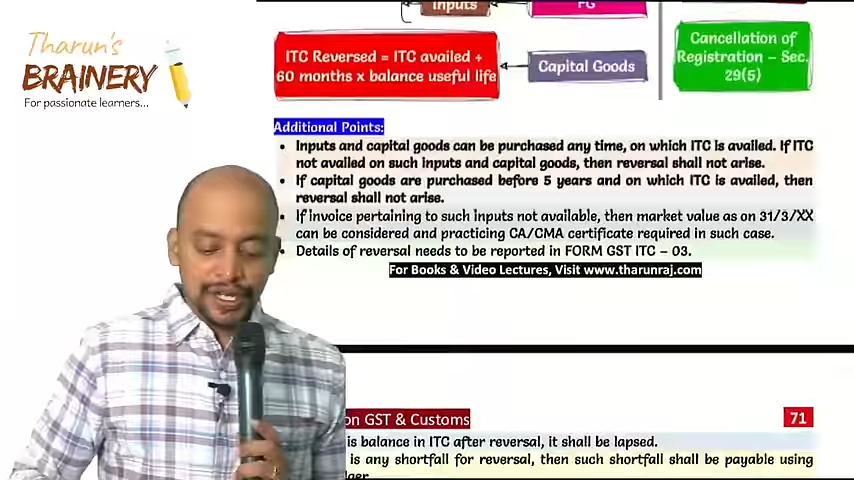 Tharun's
BRAINERY
For passionate learners...
Inputs
FG
ITC Reversed = ITC availed ÷
60 months x balance useful life
Capital Goods
Cancellation of
Registration – Sec.
29(5)
Additional Points:
• Inputs and capital goods can be purchased any time, on which ITC is availed. If ITC
not availed on such inputs and capital goods, then reversal shall not arise.
• If capital goods are purchased before 5 years and on which ITC is availed, then
reversal shall not arise.
• If invoice pertaining to such inputs not available, then market value as on 31/3/XX
can be considered and practicing CA/CMA certificate required in such case.
• Details of reversal needs to be reported in FORM GST ITC – 03.
For Books & Video Lectures, Visit www.tharunraj.com
on GST & Customs
71
is balance in ITC after reversal, it shall be lapsed.
is any shortfall for reversal, then such shortfall shall be payable using